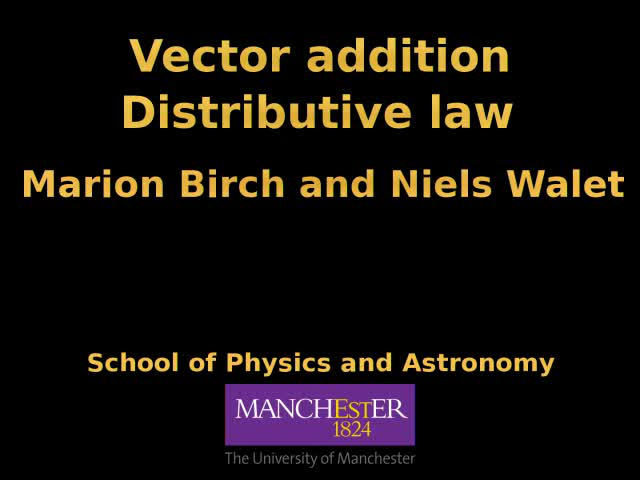 Vector addition
Distributive law
Marion Birch and Niels Walet
School of Physics and Astronomy
MANCHESTER
1824
The University of Manchester